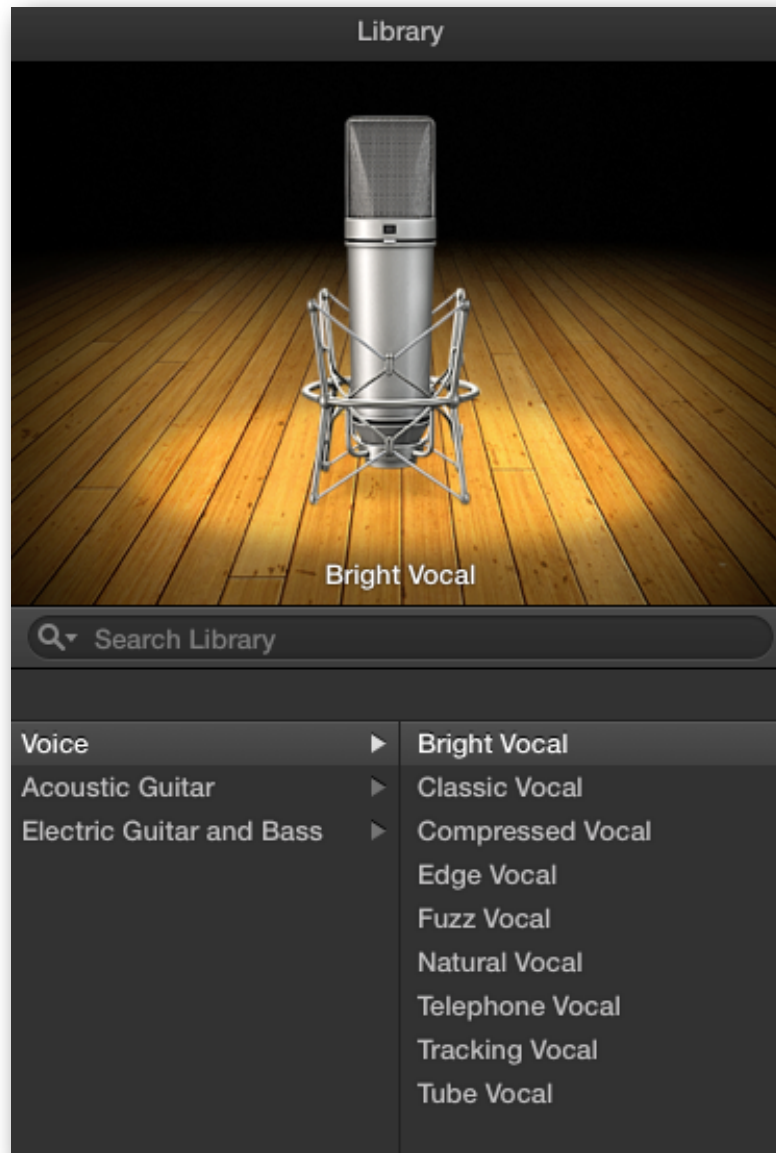 Library
Bright Vocal
Search Library
Voice
Acoustic Guitar
Electric Guitar and Bass
Bright Vocal
Classic Vocal
Compressed Vocal
Edge Vocal
Fuzz Vocal
Natural Vocal
Telephone Vocal
Tracking Vocal
Tube Vocal